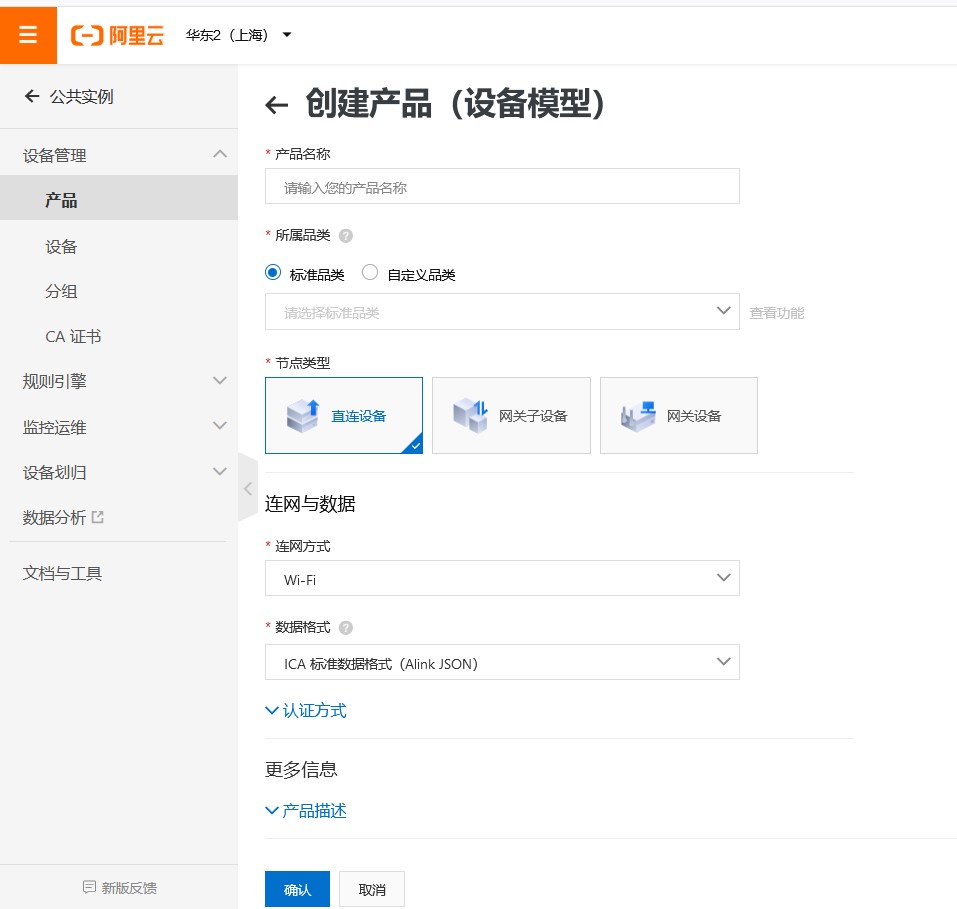 阿里云 华东2（上海）
公共实例
设备管理
产品
设备
分组
CA 证书
规则引擎
监控运维
设备划归
数据分析
文档与工具
新版反馈
创建产品（设备模型）
* 产品名称
请输入您的产品名称
* 所属品类 ?
标准品类 自定义品类
请选择标准品类 查看功能
* 节点类型
直连设备 网关子设备 网关设备
连网与数据
* 连网方式
Wi-Fi
* 数据格式 ?
ICA 标准数据格式（Alink JSON）
认证方式
更多信息
产品描述
确认 取消